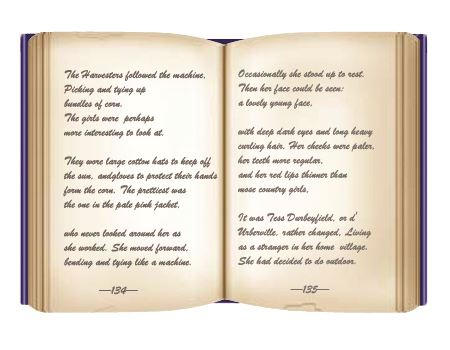 The Harvesters followed the machine,
Picking and tying up
bundles of corn.
The girls were perhaps
more interesting to look at.
They wore large cotton hats to keep off
the sun, andgloves to protect their hands
form the corn. The prettiest was
the one in the pale pink jacket,
who never looked around her as
she worked. She moved forward,
bending and tying like a machine.
—134—
Occasionally she stood up to rest.
Then her face could be seen:
a lovely young face,
with deep dark eyes and long heavy
curling hair. Her cheeks were paler,
her teeth more regular,
and her red lips thinner than
mose country girls,
It was Tess Durbeyfield, or d'
Urberville, rather changed, Living
as a stranger in her home village.
She had decided to do outdoor.
—135—